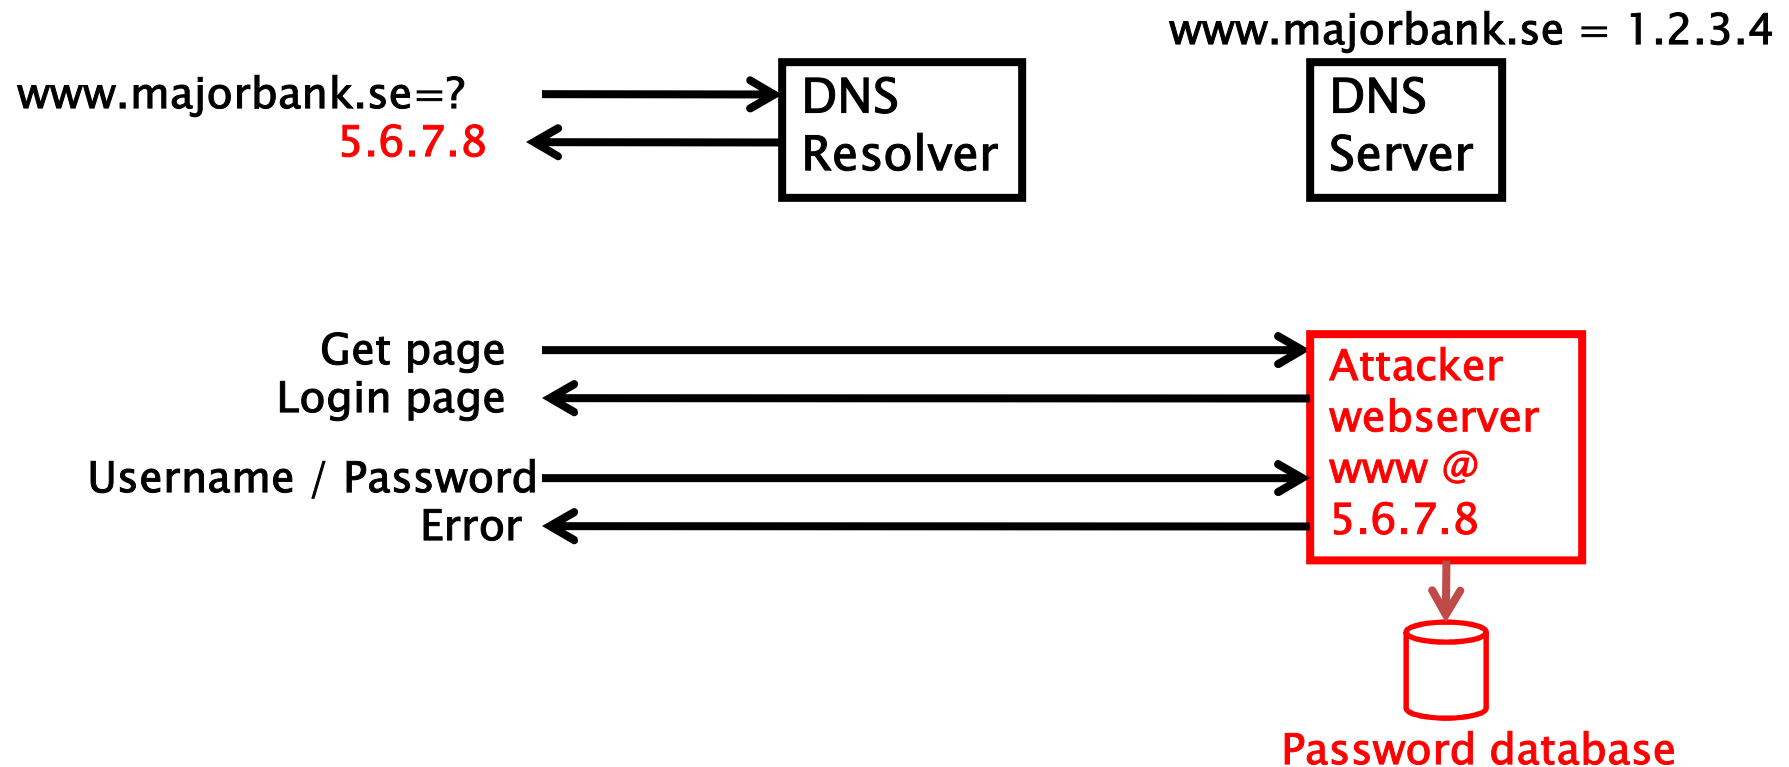 www.majorbank.se = 1.2.3.4
www.majorbank.se=?
5.6.7.8
DNS
Resolver
DNS
Server
Get page
Login page
Username / Password
Error
Attacker
webserver
www @
5.6.7.8
Password database